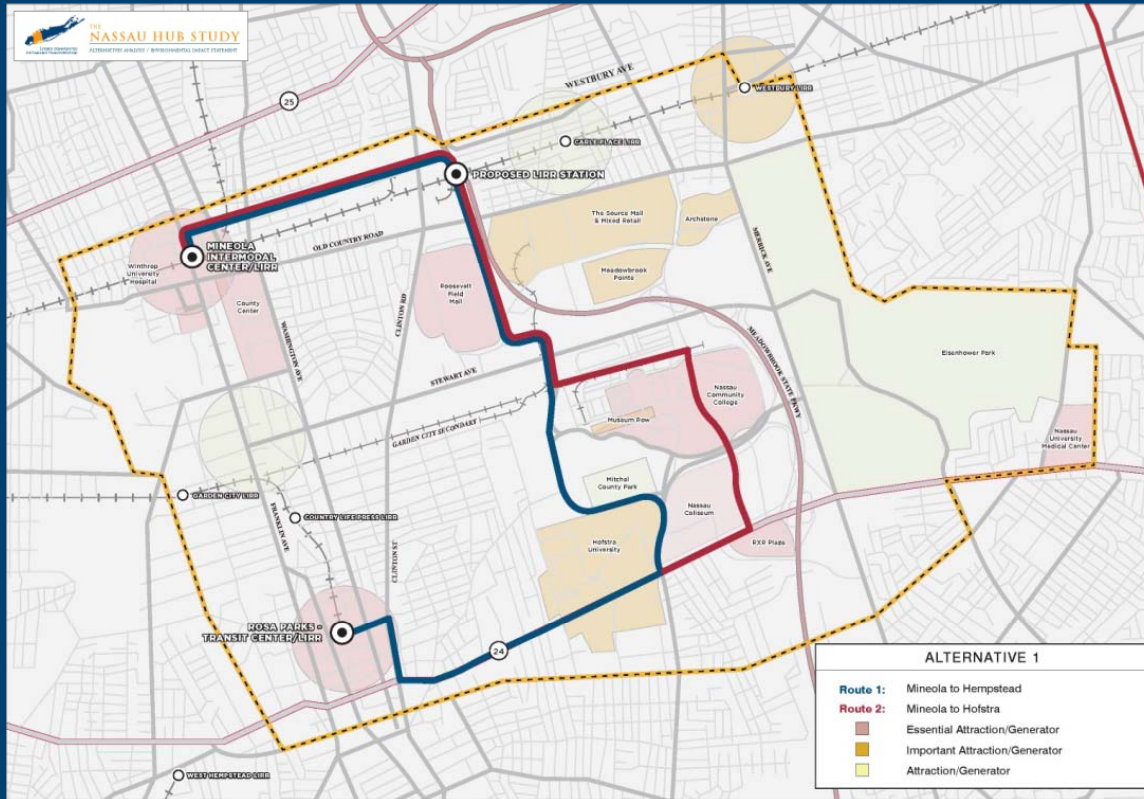 THE
NASSAU HUB STUDY
ALTERNATIVES ANALYSIS / ENVIRONMENTAL IMPACT STATEMENT
25
WESTBURY AVE
WESTBURY LIRR
CARLE PLACE LIRR
PROPOSED LIRR STATION
The Source Mall
& Mixed Retail
Archstone
OLD COUNTRY ROAD
MINEOLA
INTERMODAL
CENTER/LIRR
Winthrop
University
Hospital
County
Center
Roosevelt
Field
Mall
Meadowbrook
Pointe
MERRICK AVE
CLINTON RD
WASHINGTON AVE
STEWART AVE
MEADOWBROOK STATE PKWY
Eisenhower Park
Nassau
Community
College
Museum Row
GARDEN CITY SECONDARY
Nassau
University
Medical Center
Mitchel
County Park
GARDEN CITY LIRR
COUNTRY LIFE PRESS LIRR
FRANKLIN AVE
Nassau
Coliseum
Hofstra
University
RXR Plaza
CLINTON ST
ROSA PARKS -
TRANSIT CENTER/LIRR
24
WEST HEMPSTEAD LIRR
ALTERNATIVE 1
Route 1: Mineola to Hempstead
Route 2: Mineola to Hofstra
Essential Attraction/Generator
Important Attraction/Generator
Attraction/Generator